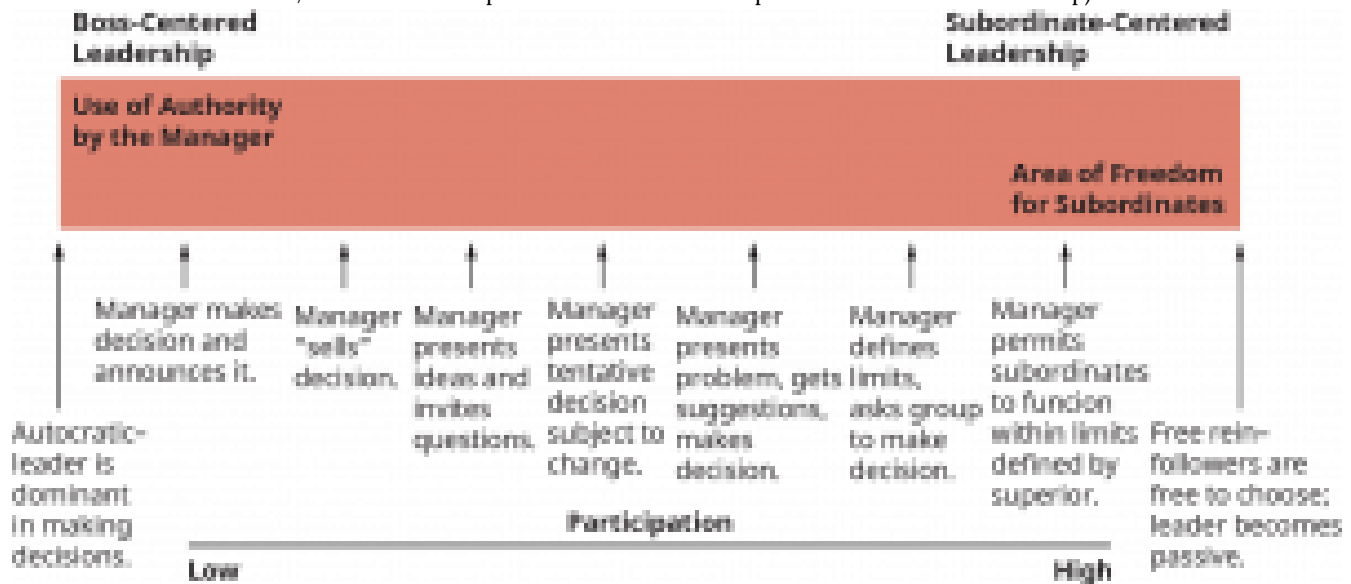 Boss-Centered
Leadership
Subordinate-Centered
Leadership
Use of Authority
by the Manager
Area of Freedom
for Subordinates
Autocratic-
leader is
dominant
in making
decisions.
Manager makes
decision and
announces it.
Manager
"sells"
decision.
Manager
presents
ideas and
invites
questions.
Manager
presents
tentative
decision
subject to
change.
Manager
presents
problem, gets
suggestions,
makes
decision.
Manager
defines
limits,
asks group
to make
decision.
Manager
permits
subordinates
to funcion
within limits
defined by
superior.
Free rein-
followers are
free to choose;
leader becomes
passive.
Participation
Low
High